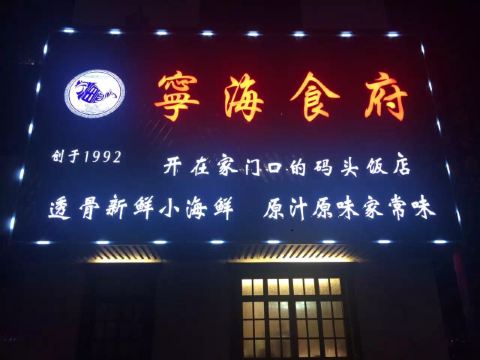 寧海食府
创于1992
开在家门口的码头饭店
透骨新鲜小海鲜 原汁原味家常味